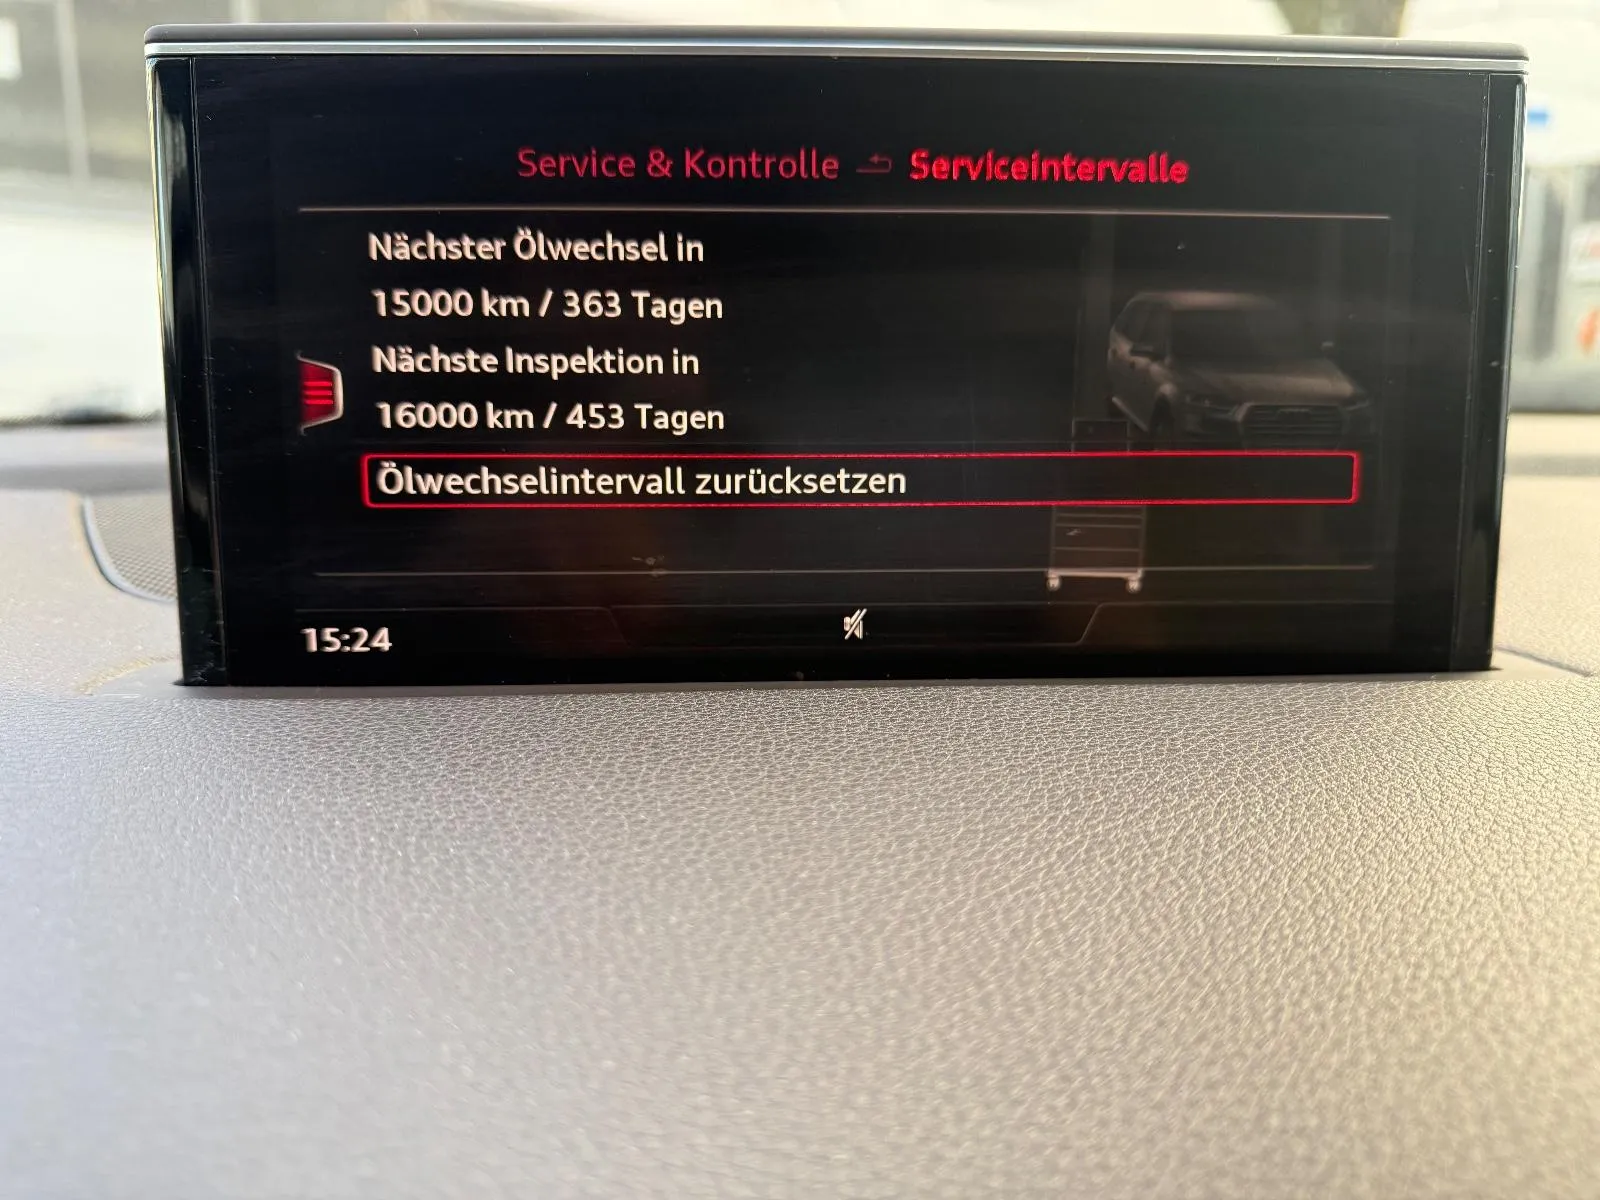 Service & Kontrolle Serviceintervalle
Nächster Ölwechsel in
15000 km / 363 Tagen
Nächste Inspektion in
16000 km / 453 Tagen
Ölwechselintervall zurücksetzen
15:24